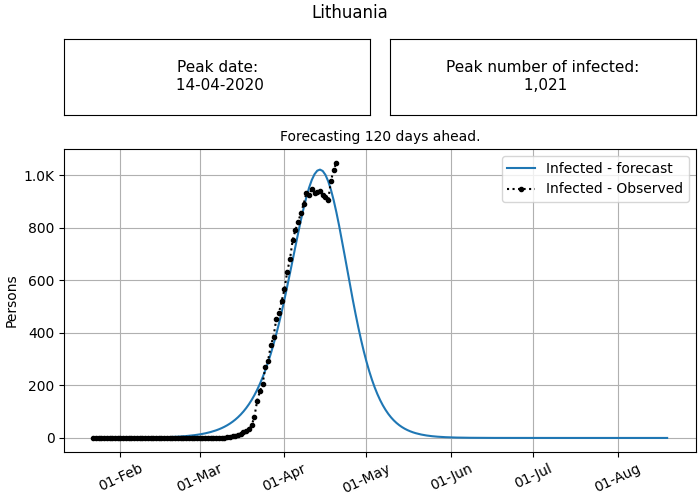 Lithuania
Peak date:
14-04-2020
Peak number of infected:
1,021
Forecasting 120 days ahead.
Infected - forecast
Infected - Observed
Persons
1.0K
800
600
400
200
0
01-Feb
01-Mar
01-Apr
01-May
01-Jun
01-Jul
01-Aug